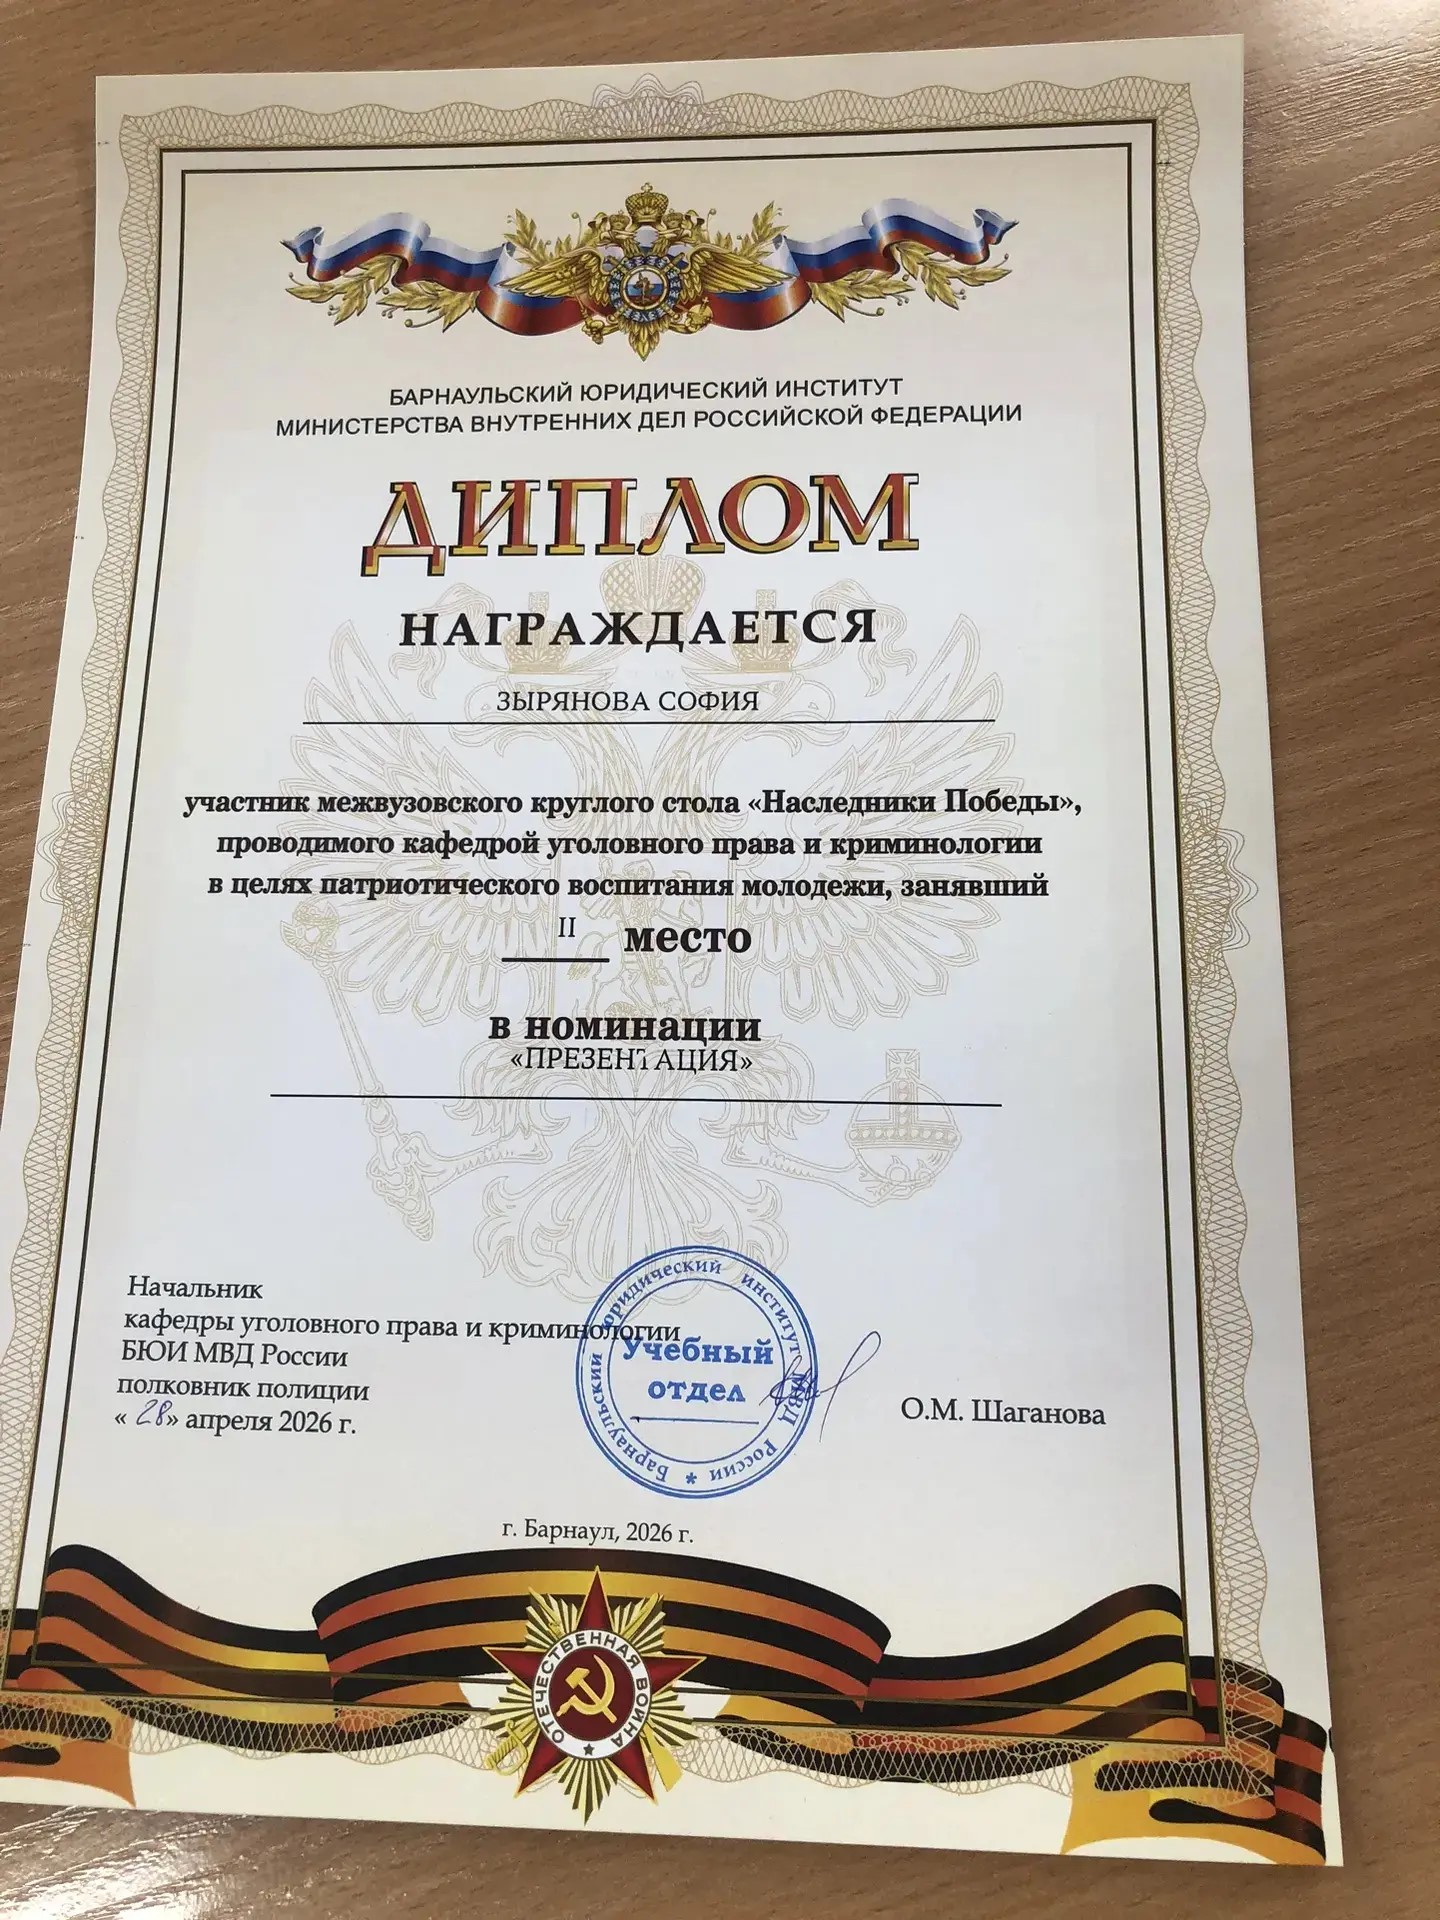 БАРНАУЛЬСКИЙ ЮРИДИЧЕСКИЙ ИНСТИТУТ
МИНИСТЕРСТВА ВНУТРЕННИХ ДЕЛ РОССИЙСКОЙ ФЕДЕРАЦИИ
ДИПЛОМ
НАГРАЖДАЕТСЯ
ЗЫРЯНОВА СОФИЯ
участник межвузовского круглого стола «Наследники Победы»,
проводимого кафедрой уголовного права и криминологии
в целях патриотического воспитания молодежи, занявший
II место
в номинации
«ПРЕЗЕНТАЦИЯ»
Начальник
кафедры уголовного права и криминологии
БЮИ МВД России
полковник полиции
«28» апреля 2026 г.
О.М. Шаганова
Барнаульский юридический институт МВД России *
Учебный
отдел
г. Барнаул, 2026 г.
ОТЕЧЕСТВЕННАЯ ВОЙНА